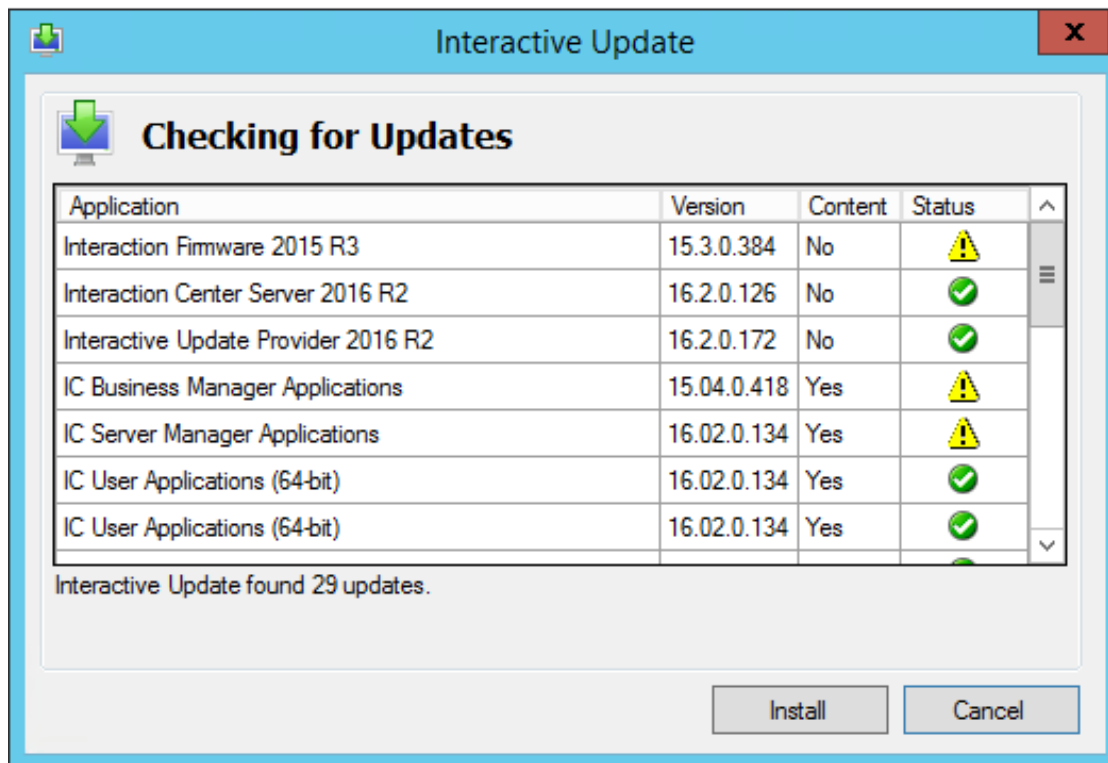 Interactive Update
x
Checking for Updates
Application Version Content Status
Interaction Firmware 2015 R3 15.3.0.384 No
Interaction Center Server 2016 R2 16.2.0.126 No
Interactive Update Provider 2016 R2 16.2.0.172 No
IC Business Manager Applications 15.04.0.418 Yes
IC Server Manager Applications 16.02.0.134 Yes
IC User Applications (64-bit) 16.02.0.134 Yes
IC User Applications (64-bit) 16.02.0.134 Yes
Interactive Update found 29 updates.
Install Cancel